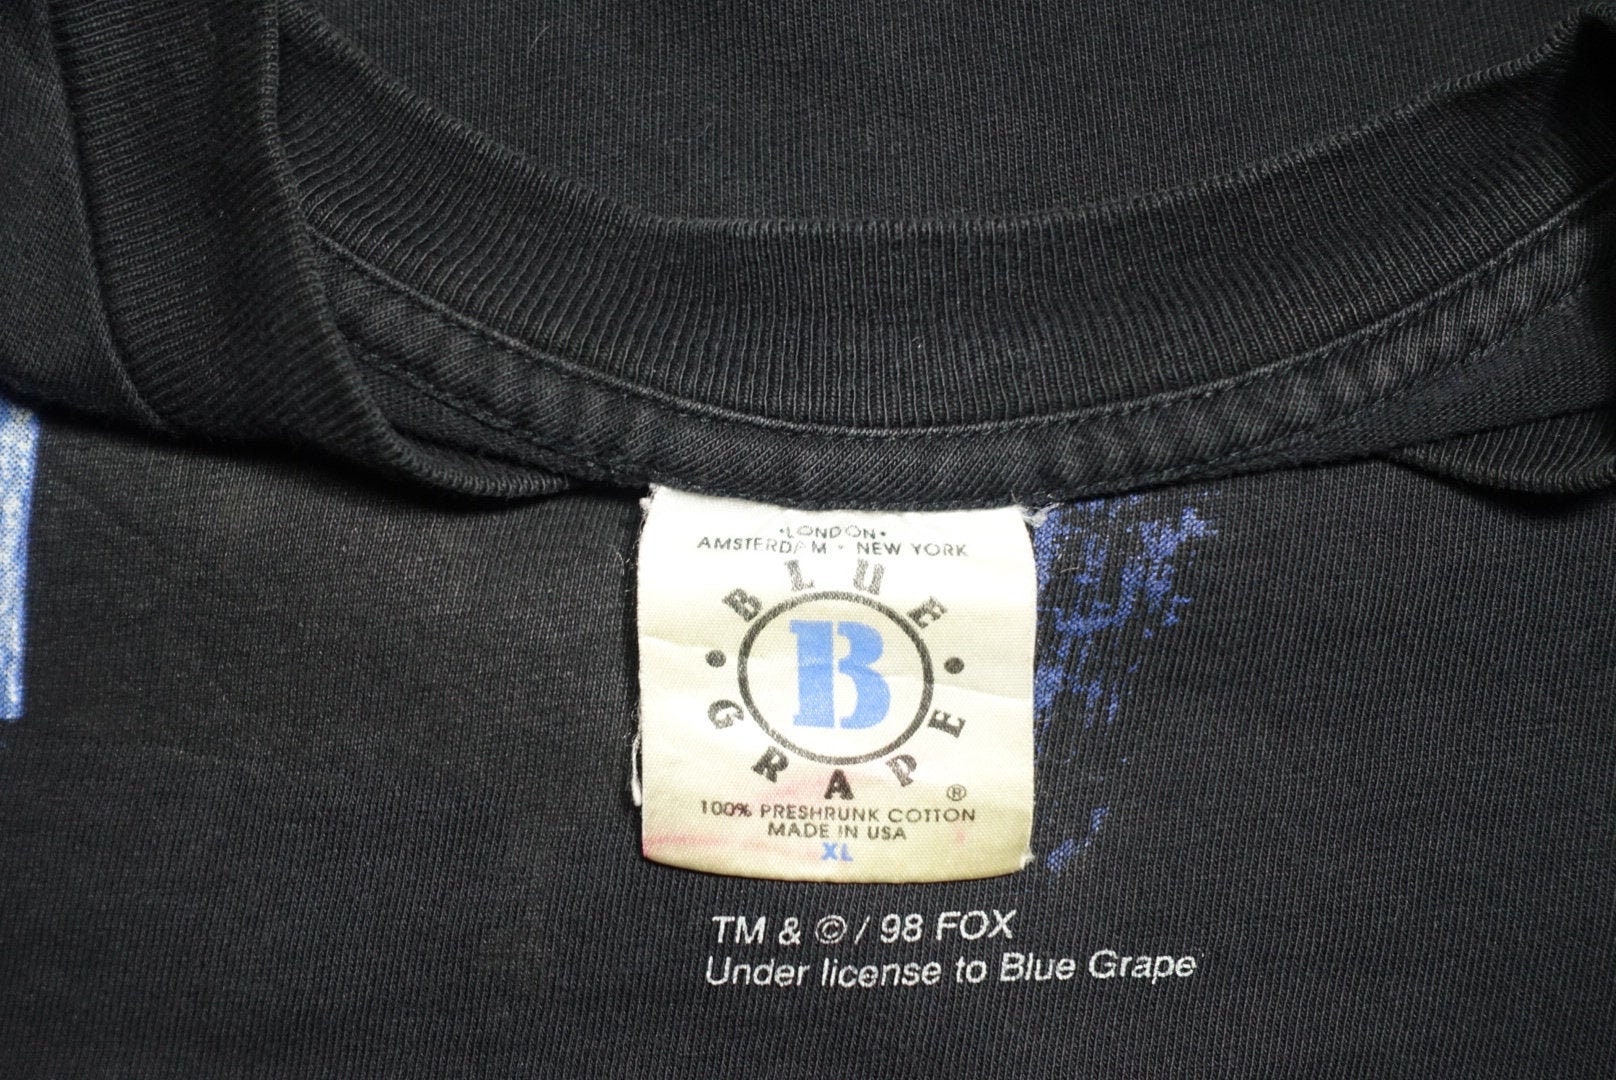 •LONDON•
AMSTERDAM • NEW YORK
BLUE
B
GRAPE ®
100% PRESHRUNK COTTON
MADE IN USA
XL
TM & © / 98 FOX
Under license to Blue Grape